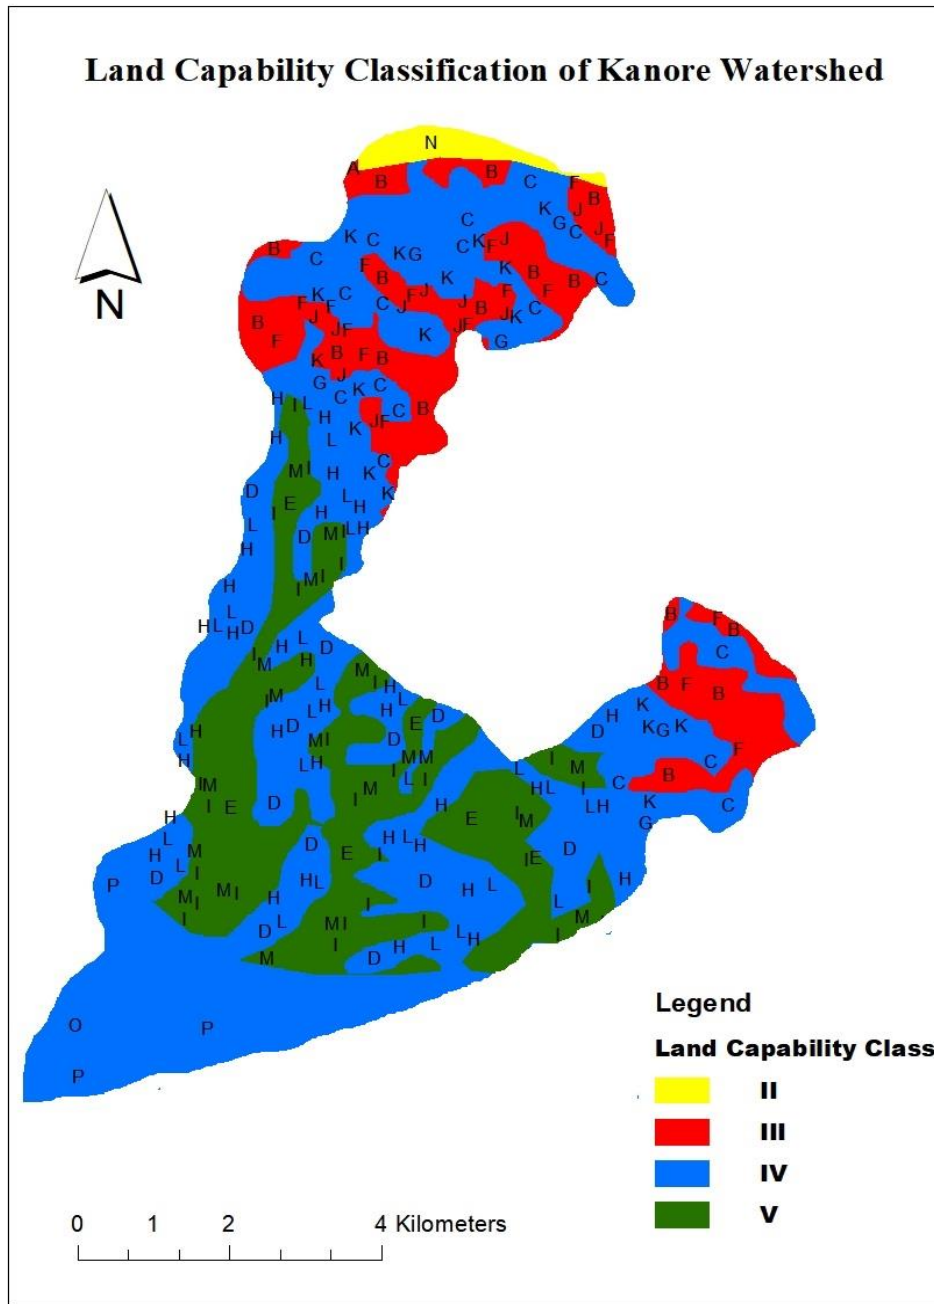 Land Capability Classification of Kanore Watershed
N
N
A B B C F B
K G J C J F
C
K C K G C K F J
B C F B K K B B C
K C F J C J F J J B F F J K C
B F J F K J F G
K B F B
G J K C
H I L C C B
H K J F
H L
M I H K C
D I E L H H K
L D M I L H
H I M I I
H L
H L H D
I M H H L D
I M L H L H
M I H L H
H D D E D
L H H M I L H D M M I L
I M I E D I M H
H L H D L E I M
P H D L M I E I H L H I E D
M I M I H L D H L I L H
H D L M I I I L L H I M
M D H L
O P
P
B F B C
B F B
H D K K G K
F C
L I M I C B
H L L H K G C
Legend
Land Capability Class
II
III
IV
V
0 1 2 4 Kilometers